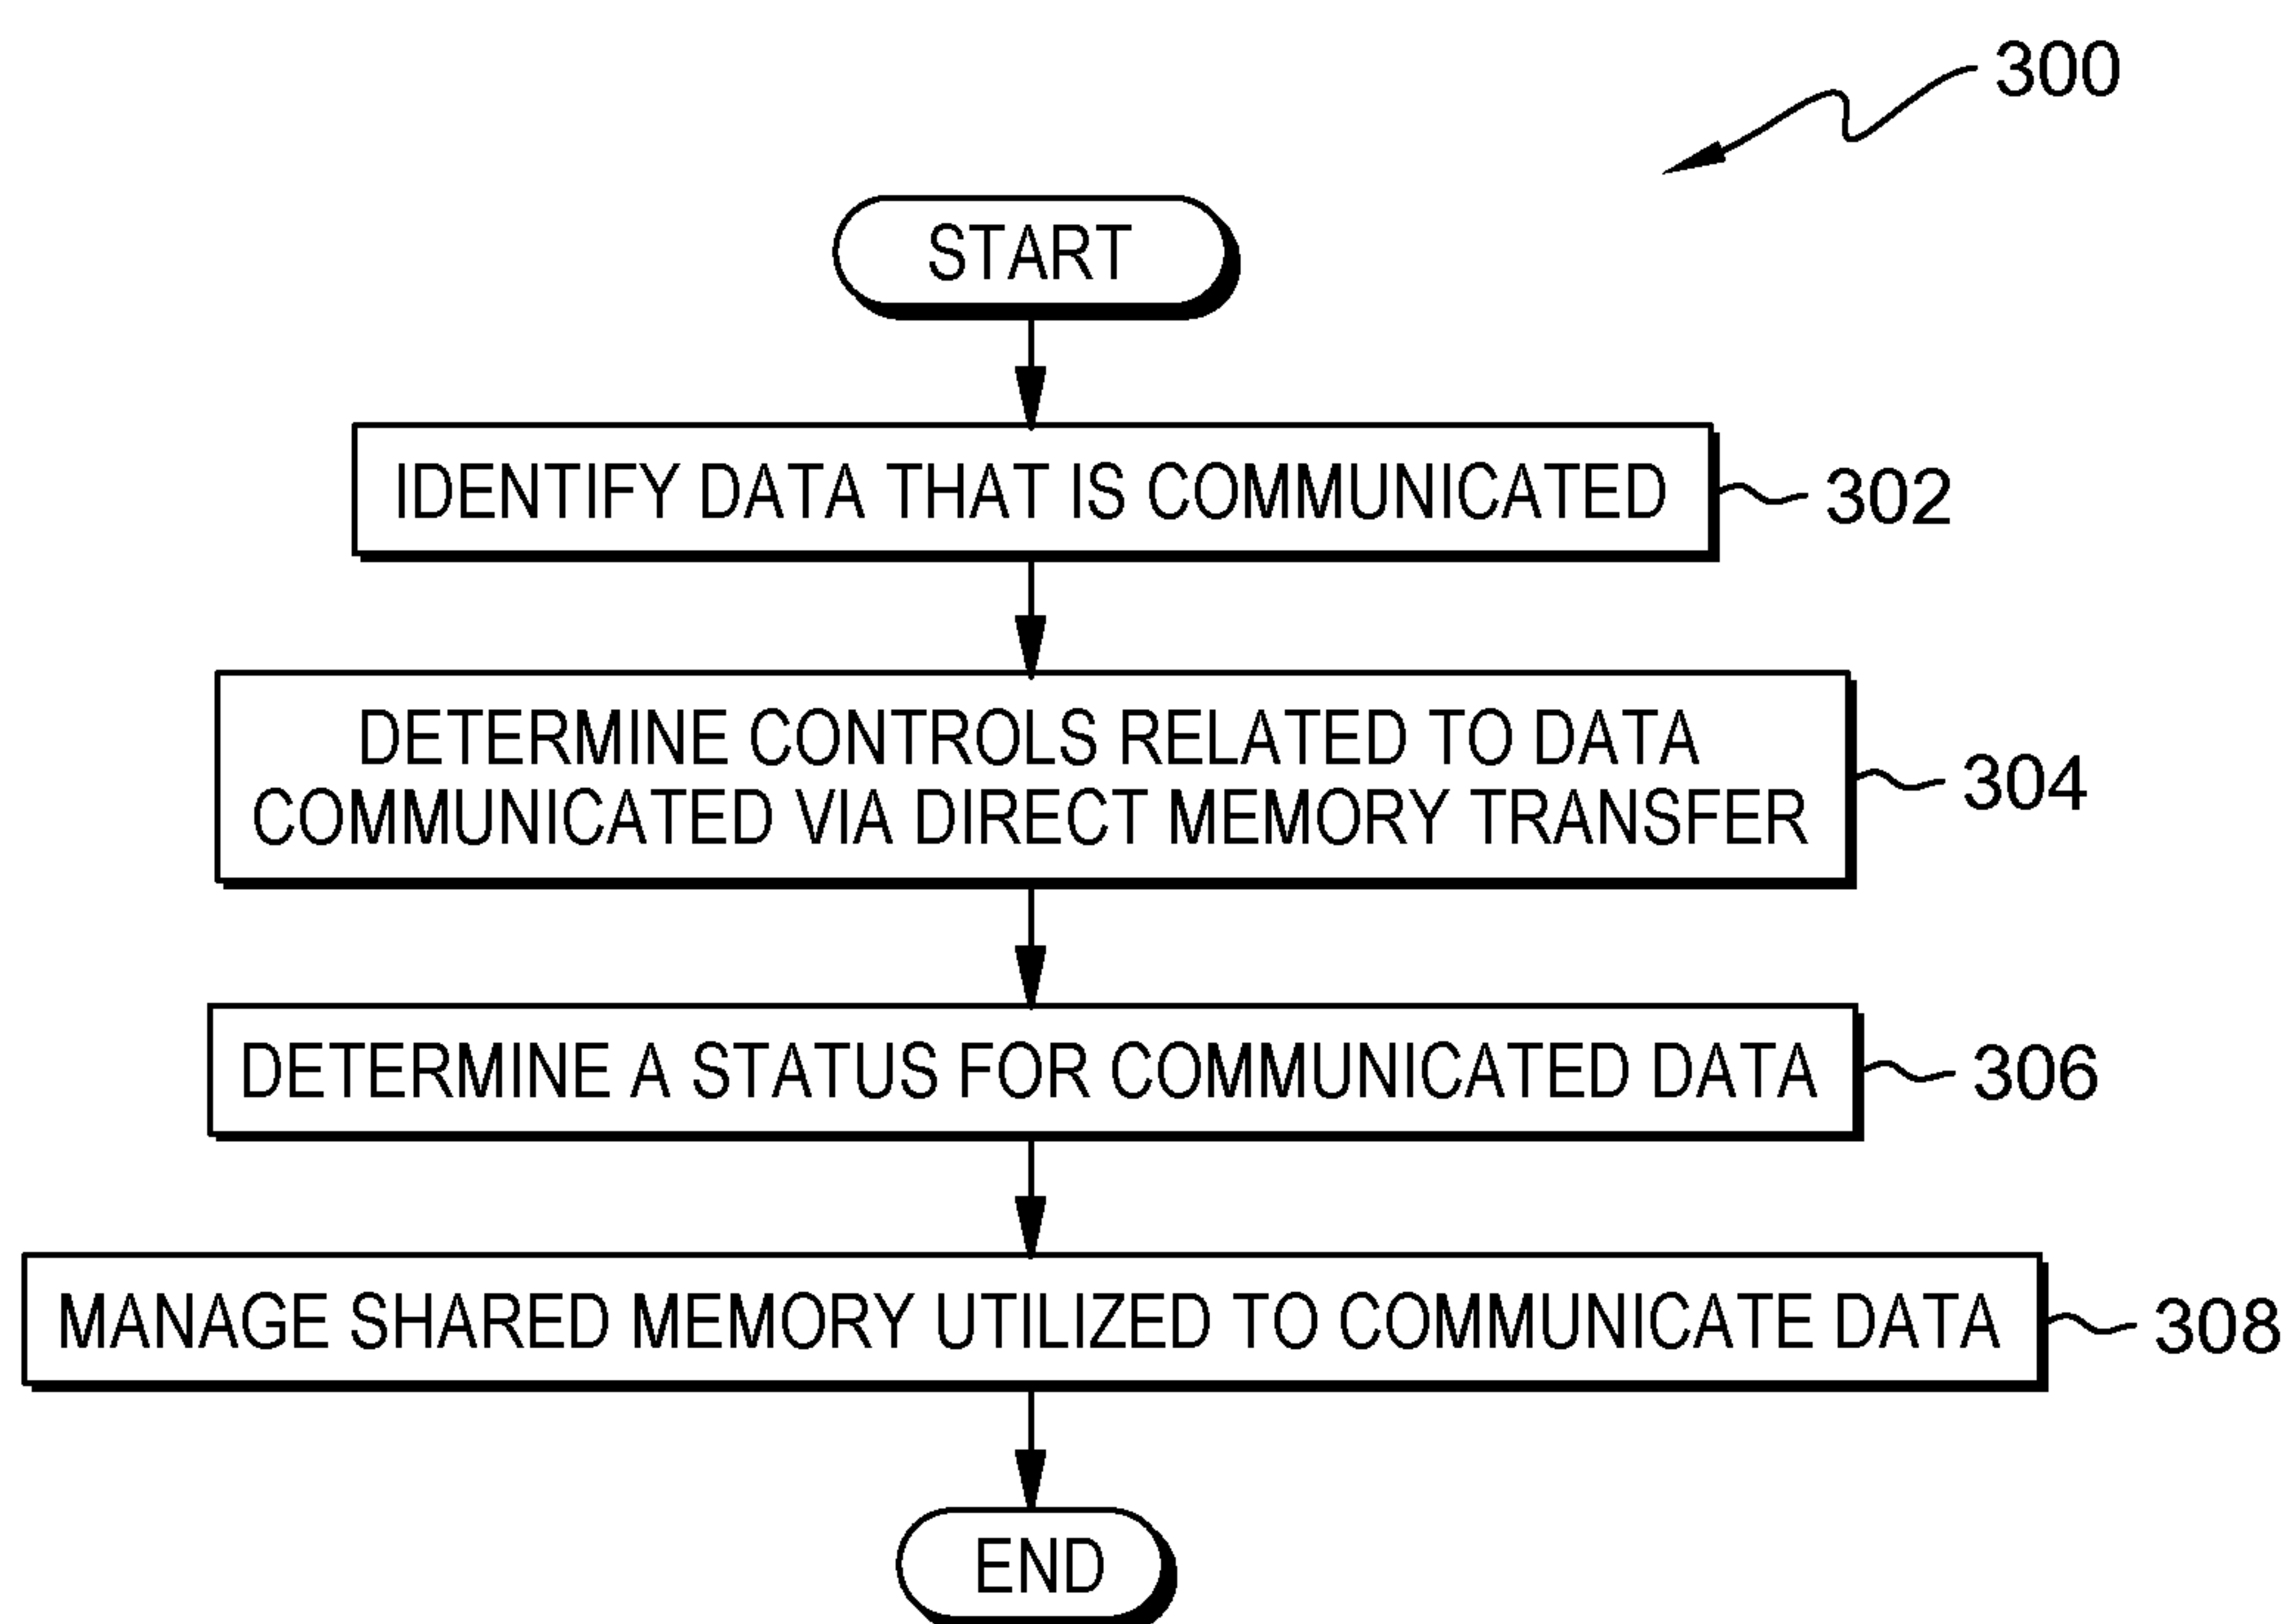 300
START
IDENTIFY DATA THAT IS COMMUNICATED
302
DETERMINE CONTROLS RELATED TO DATA
COMMUNICATED VIA DIRECT MEMORY TRANSFER
304
DETERMINE A STATUS FOR COMMUNICATED DATA
306
MANAGE SHARED MEMORY UTILIZED TO COMMUNICATE DATA
308
END